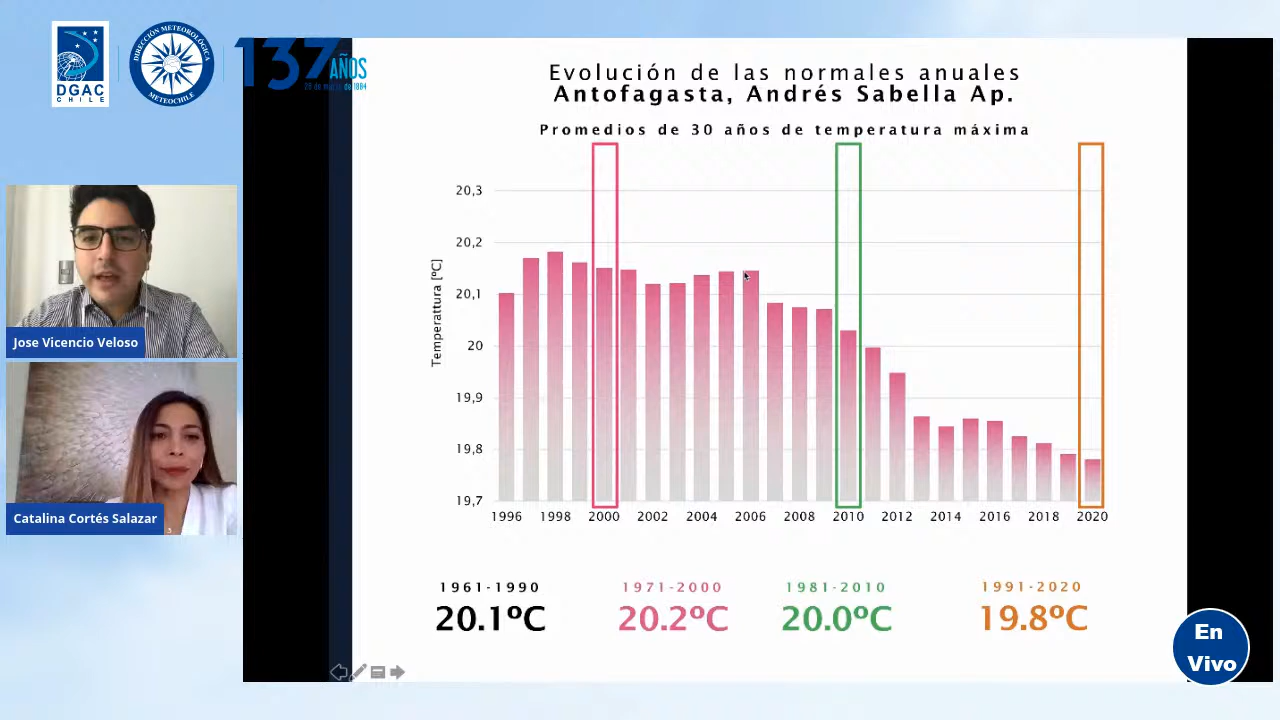 DGAC
CHILE
DIRECCIÓN METEOROLÓGICA
METEOCHILE
137 AÑOS
Evolución de las normales anuales
Antofagasta, Andrés Sabella Ap.
Promedios de 30 años de temperatura máxima
Temperattura [ºC]
20,3
20,2
20,1
20
19,9
19,8
19,7
1996 1998 2000 2002 2004 2006 2008 2010 2012 2014 2016 2018 2020
1961-1990 1971-2000 1981-2010 1991-2020
20.1ºC 20.2ºC 20.0ºC 19.8ºC
Jose Vicencio Veloso
Catalina Cortés Salazar
En
Vivo